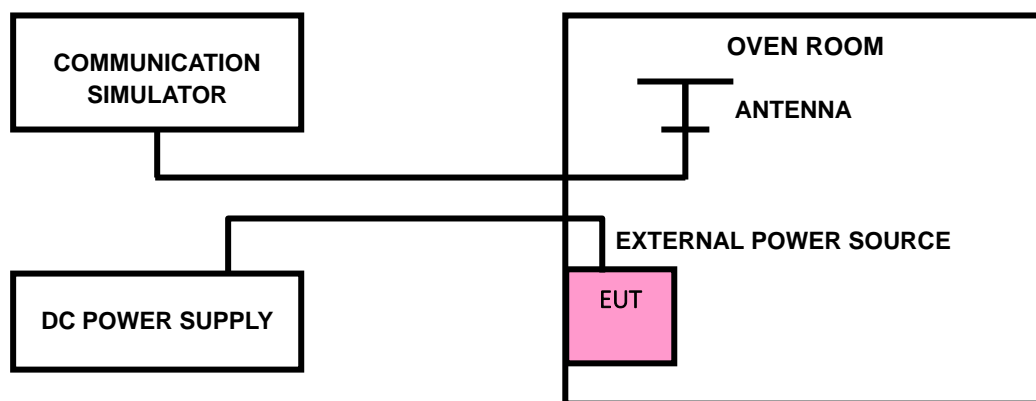 COMMUNICATION
SIMULATOR
OVEN ROOM
ANTENNA
EXTERNAL POWER SOURCE
DC POWER SUPPLY
EUT